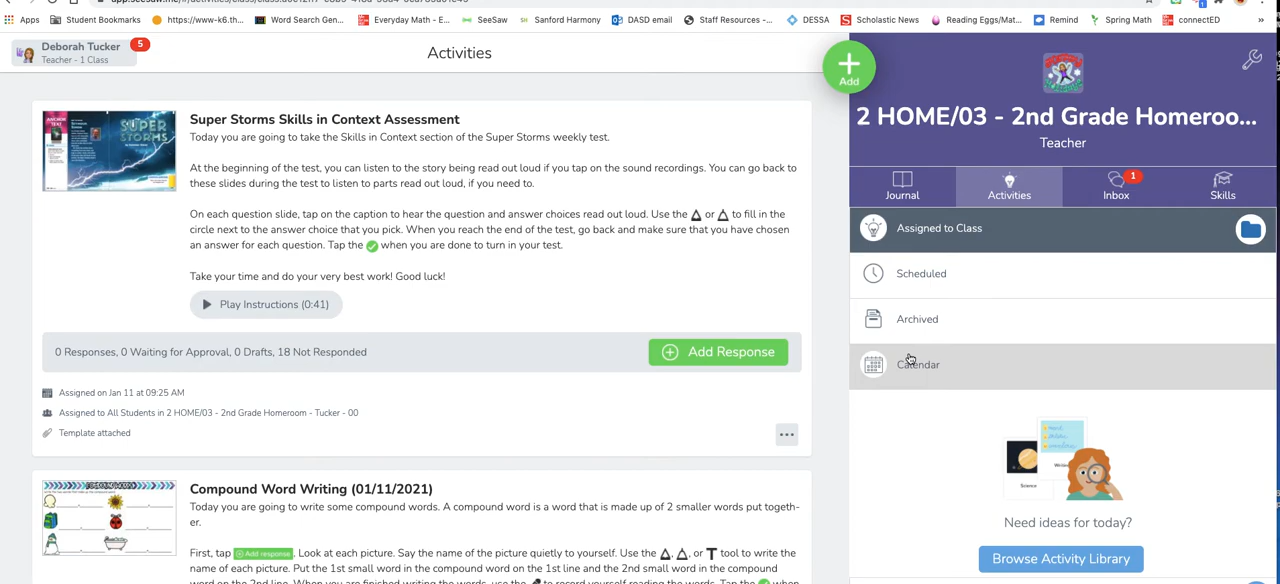 Apps Student Bookmarks https://www-k6.th... Word Search Gen... Everyday Math - E... SeeSaw Sanford Harmony DASD email Staff Resources -... DESSA Scholastic News Reading Eggs/Mat... Remind Spring Math connectED »
Deborah Tucker 5
Teacher - 1 Class
Activities
Add
Super Storms Skills in Context Assessment
Today you are going to take the Skills in Context section of the Super Storms weekly test.
At the beginning of the test, you can listen to the story being read out loud if you tap on the sound recordings. You can go back to
these slides during the test to listen to parts read out loud, if you need to.
On each question slide, tap on the caption to hear the question and answer choices read out loud. Use the or to fill in the
circle next to the answer choice that you pick. When you reach the end of the test, go back and make sure that you have chosen
an answer for each question. Tap the when you are done to turn in your test.
Take your time and do your very best work! Good luck!
Play Instructions (0:41)
0 Responses, 0 Waiting for Approval, 0 Drafts, 18 Not Responded
Add Response
Assigned on Jan 11 at 09:25 AM
Assigned to All Students in 2 HOME/03 - 2nd Grade Homeroom - Tucker - 00
Template attached
SUPER
STORMS
Compound Word Writing (01/11/2021)
Today you are going to write some compound words. A compound word is a word that is made up of 2 smaller words put togeth-
er.
First, tap Add response. Look at each picture. Say the name of the picture quietly to yourself. Use the , , or T tool to write the
name of each picture. Put the 1st small word in the compound word on the 1st line and the 2nd small word in the compound
word on the 2nd line. When you are finished writing the words, use the to record yourself reading the words. Tap the when
2 HOME/03 - 2nd Grade Homeroo...
Teacher
Journal
Activities
Inbox 1
Skills
Assigned to Class
Scheduled
Archived
Calendar
Science
Need ideas for today?
Browse Activity Library